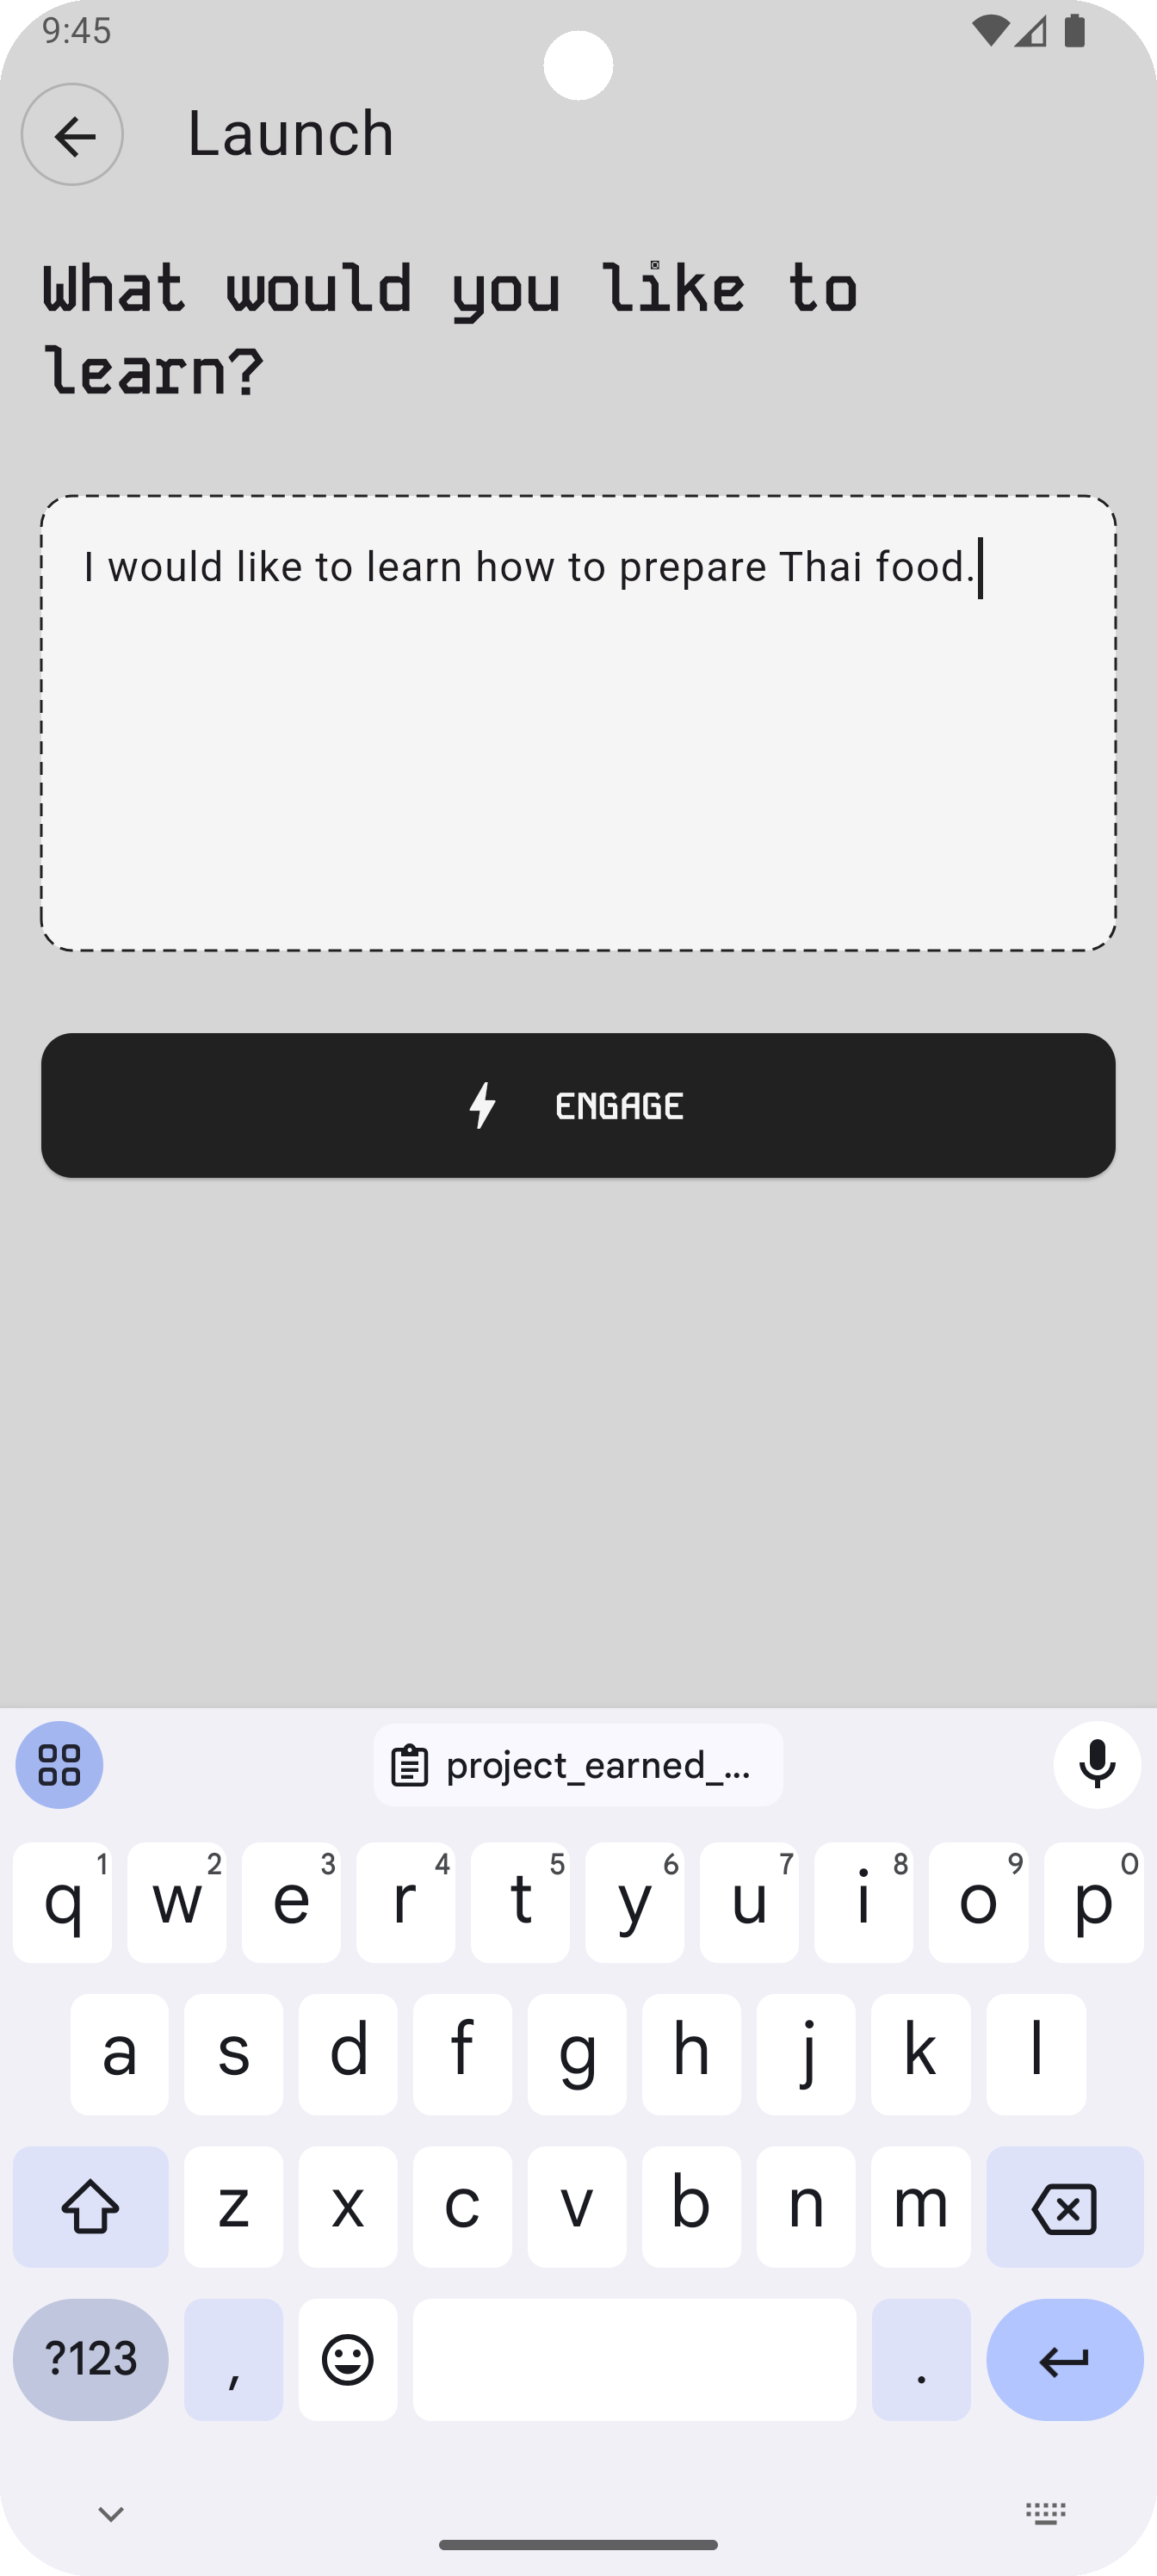 9:45
Launch
What would you like to
learn?
I would like to learn how to prepare Thai food.
ENGAGE
project_earned_...
q 1 w 2 e 3 r 4 t 5 y 6 u 7 i 8 o 9 p 0
a s d f g h j k l
z x c v b n m
?123 , .